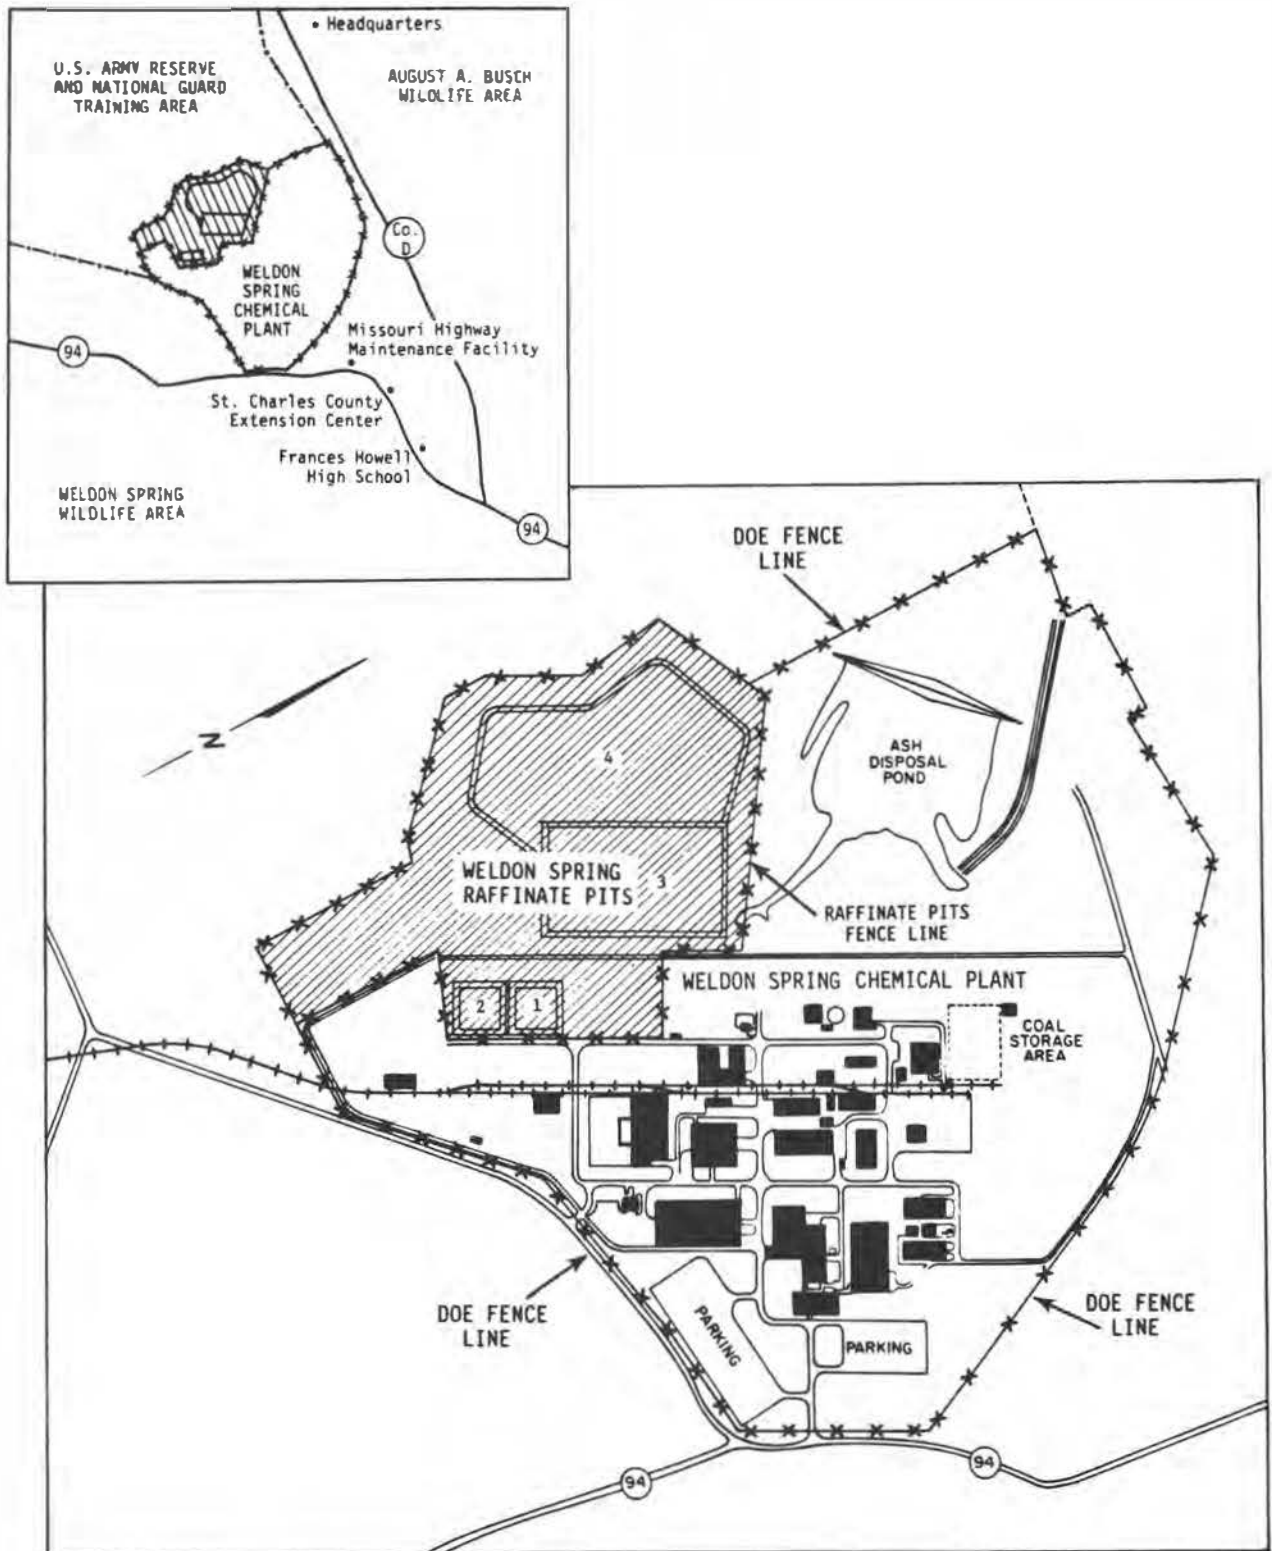 • Headquarters
U.S. ARMY RESERVE
AND NATIONAL GUARD
TRAINING AREA
AUGUST A. BUSCH
WILDLIFE AREA
Co.
D
WELDON
SPRING
CHEMICAL
PLANT
Missouri Highway
Maintenance Facility
94
St. Charles County
Extension Center
Frances Howell
High School
WELDON SPRING
WILDLIFE AREA
94
DOE FENCE
LINE
N
4
ASH
DISPOSAL
POND
WELDON SPRING
RAFFINATE PITS
3
RAFFINATE PITS
FENCE LINE
WELDON SPRING CHEMICAL PLANT
2
1
COAL
STORAGE
AREA
DOE FENCE
LINE
DOE FENCE
LINE
PARKING
PARKING
94
94